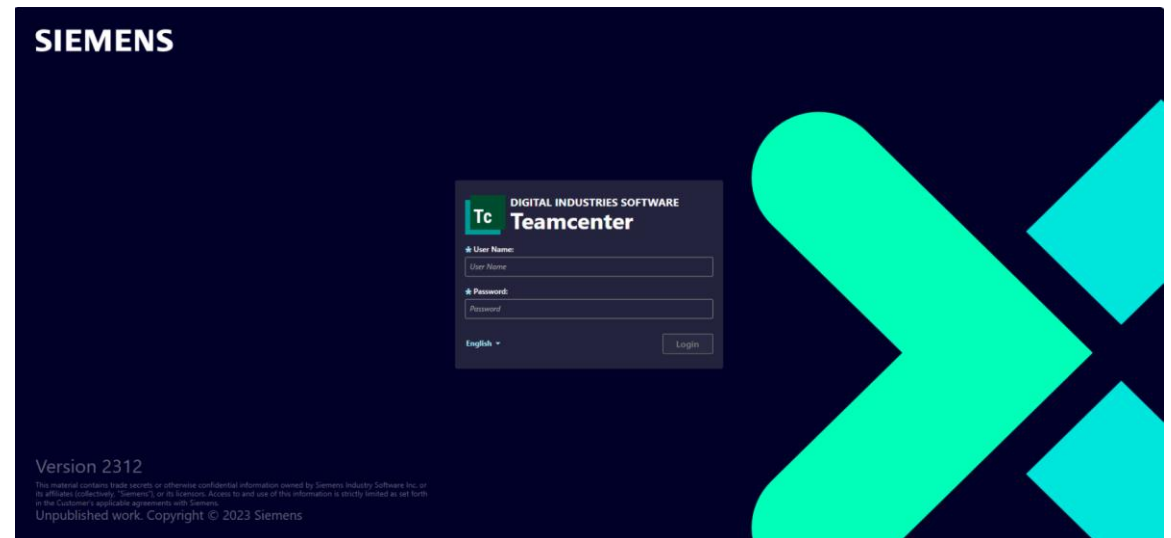 SIEMENS
Tc
DIGITAL INDUSTRIES SOFTWARE
Teamcenter
★ User Name:
User Name
★ Password:
Password
English
Login
Version 2312
This material contains trade secrets or otherwise confidential information owned by Siemens Industry Software Inc. or
its affiliates (collectively, "Siemens"), or its licensors. Access to and use of this information is strictly limited as set forth
in the Customer's applicable agreements with Siemens.
Unpublished work. Copyright © 2023 Siemens